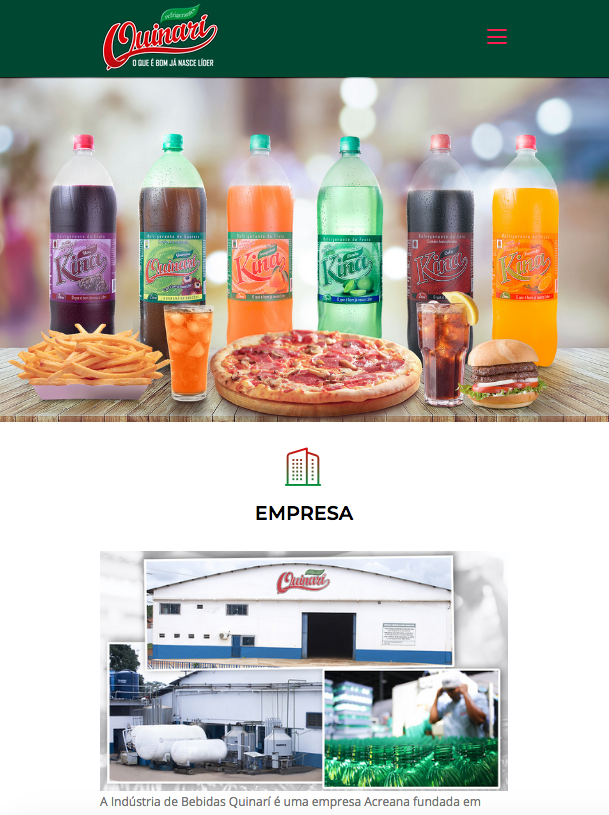 refrigerantes
Quinarí
O QUE É BOM JÁ NASCE LÍDER
Kina
Quinarí
Kina
Kina
Kina
Kina
EMPRESA
Quinarí
A Indústria de Bebidas Quinarí é uma empresa Acreana fundada em